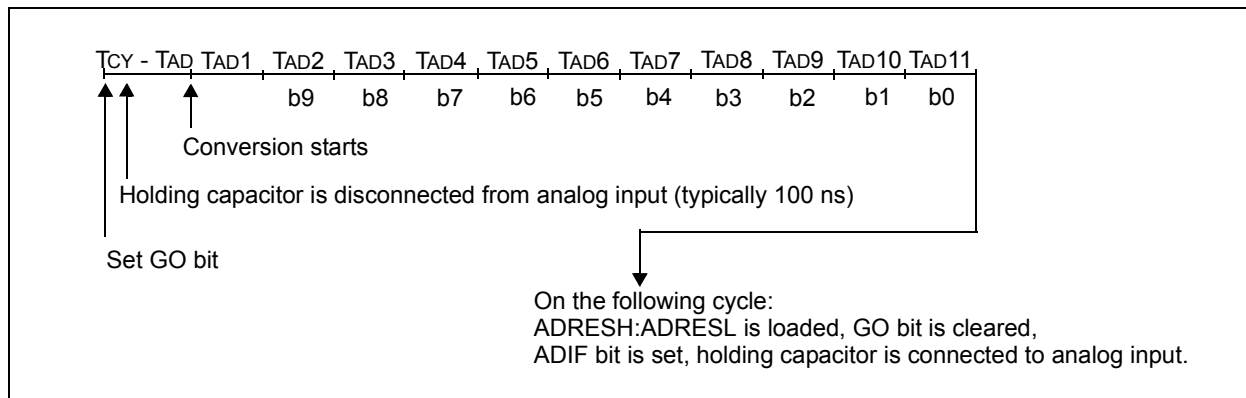 TCY - TAD TAD1 TAD2 TAD3 TAD4 TAD5 TAD6 TAD7 TAD8 TAD9 TAD10 TAD11
b9 b8 b7 b6 b5 b4 b3 b2 b1 b0
Conversion starts
Holding capacitor is disconnected from analog input (typically 100 ns)
Set GO bit
On the following cycle:
ADRESH:ADRESL is loaded, GO bit is cleared,
ADIF bit is set, holding capacitor is connected to analog input.